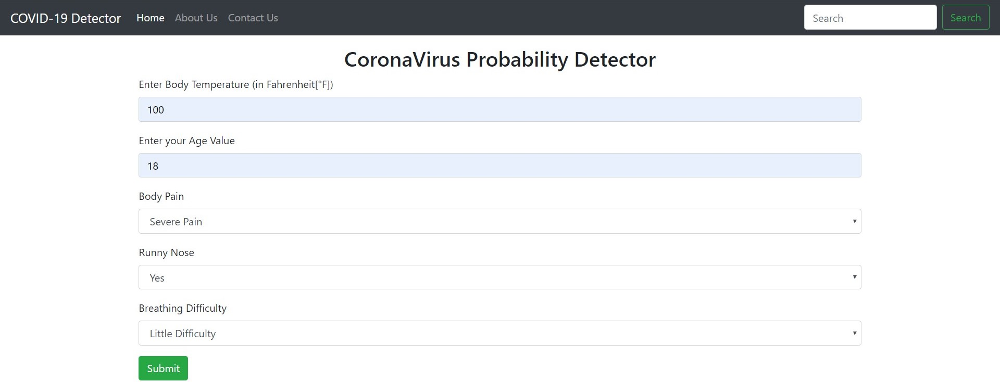 COVID-19 Detector Home About Us Contact Us Search Search
CoronaVirus Probability Detector
Enter Body Temperature (in Fahrenheit[°F])
100
Enter your Age Value
18
Body Pain
Severe Pain
Runny Nose
Yes
Breathing Difficulty
Little Difficulty
Submit